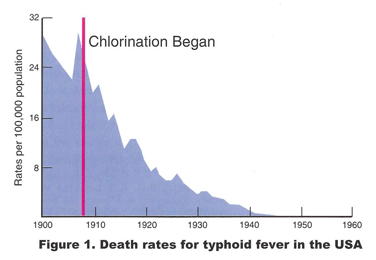 32
Chlorination Began
24
16
8
Rates per 100,000 population
1900 1910 1920 1930 1940 1950 1960
Figure 1. Death rates for typhoid fever in the USA